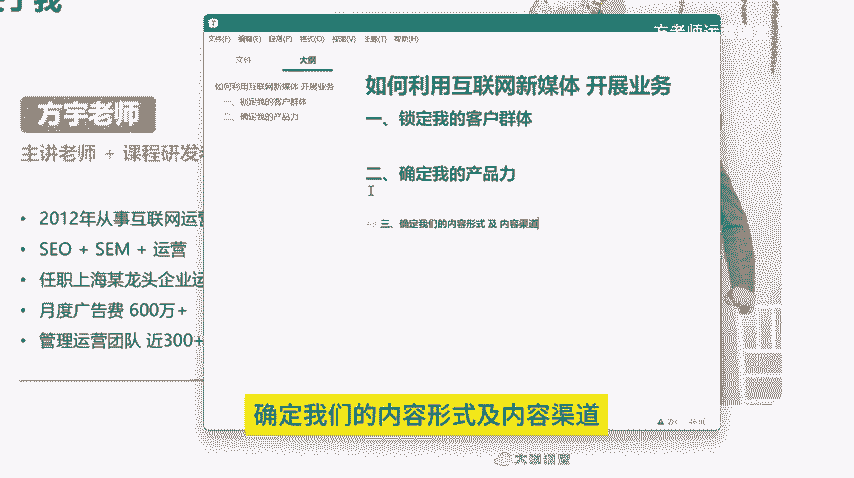 方宇老师
主讲老师 + 课程研发
2012年从事互联网运营
SEO + SEM + 运营
任职上海某龙头企业运
月度广告费 600万+
管理运营团队 近300+
方老师运
文件(F) 编辑(E) 段落(P) 格式(O) 视图(V) 主题(T) 帮助(H)
文件 大纲
如何利用互联网新媒体 开展业务
一、锁定我的客户群体
二、确定我的产品力
如何利用互联网新媒体 开展业务
一、锁定我的客户群体
二、确定我的产品力
三、确定我们的内容形式 及 内容渠道
确定我们的内容形式及内容渠道